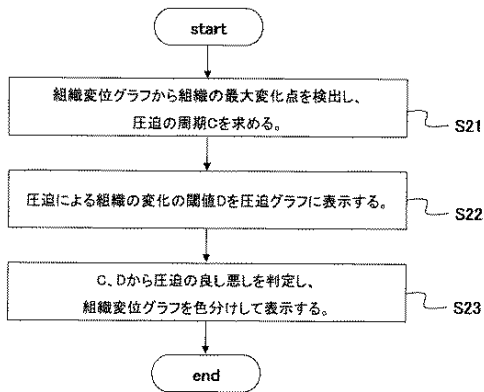 start
組織変位グラフから組織の最大変化点を検出し、
圧迫の周期Cを求める。
S21
圧迫による組織の変化の閾値Dを圧迫グラフに表示する。
S22
C、Dから圧迫の良し悪しを判定し、
組織変位グラフを色分けして表示する。
S23
end